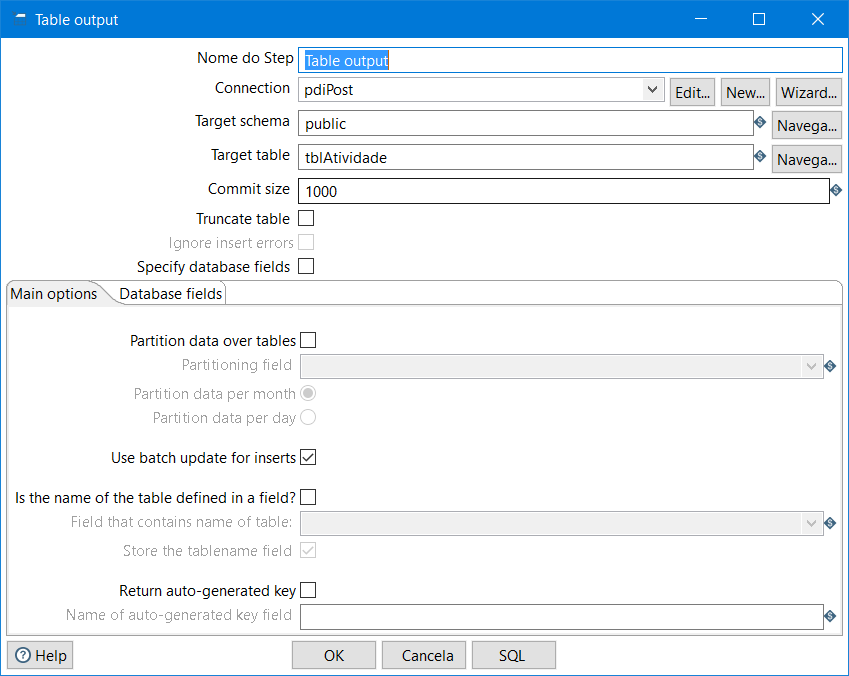 Table output
Nome do Step Table output
Connection pdiPost Edit... New... Wizard...
Target schema public Navega...
Target table tblAtividade Navega...
Commit size 1000
Truncate table
Ignore insert errors
Specify database fields
Main options Database fields
Partition data over tables
Partitioning field
Partition data per month
Partition data per day
Use batch update for inserts
Is the name of the table defined in a field?
Field that contains name of table:
Store the tablename field
Return auto-generated key
Name of auto-generated key field
Help OK Cancela SQL